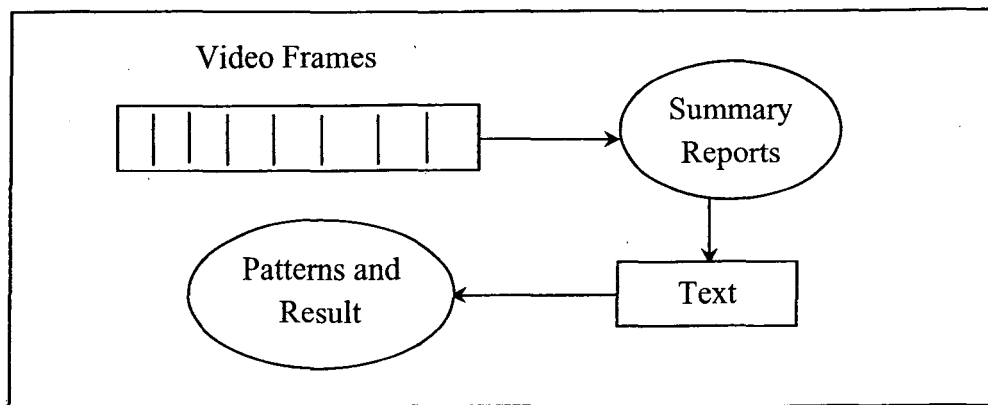 Video Frames
Summary
Reports
Text
Patterns and
Result